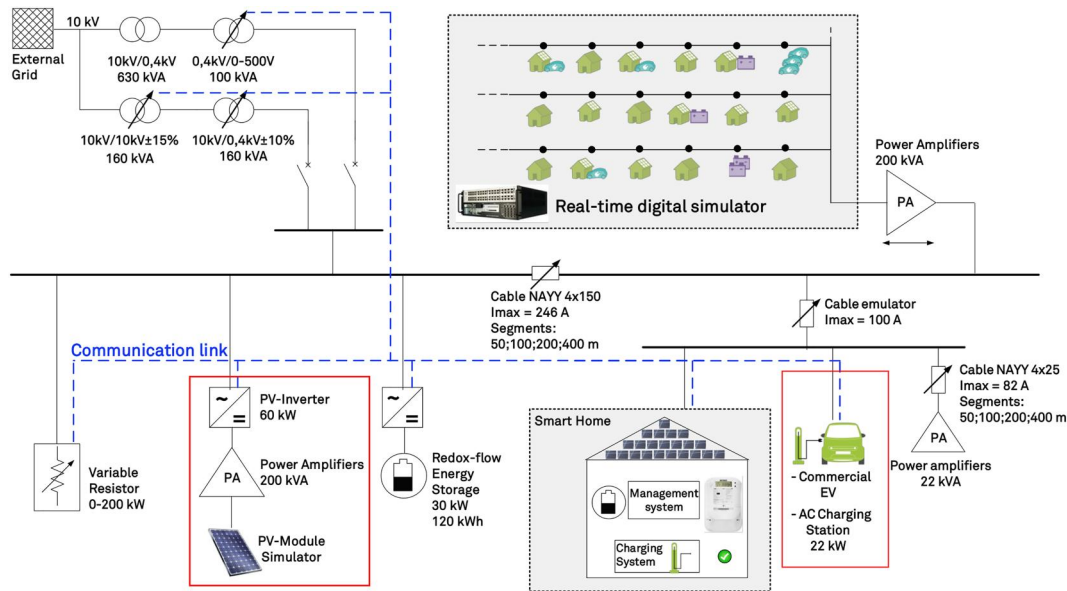 10 kV
External
Grid
10kV/0,4kV
630 kVA
0,4kV/0-500V
100 kVA
10kV/10kV±15%
160 kVA
10kV/0,4kV±10%
160 kVA
Real-time digital simulator
Power Amplifiers
200 kVA
PA
Cable NAYY 4x150
Imax = 246 A
Segments:
50;100;200;400 m
Cable emulator
Imax = 100 A
Communication link
Cable NAYY 4x25
Imax = 82 A
Segments:
50;100;200;400 m
PA
Power amplifiers
22 kVA
Variable
Resistor
0-200 kW
PV-Inverter
60 kW
PA
Power Amplifiers
200 kVA
PV-Module
Simulator
Redox-flow
Energy
Storage
30 kW
120 kWh
Smart Home
Management
system
Charging
System
- Commercial
EV
- AC Charging
Station
22 kW